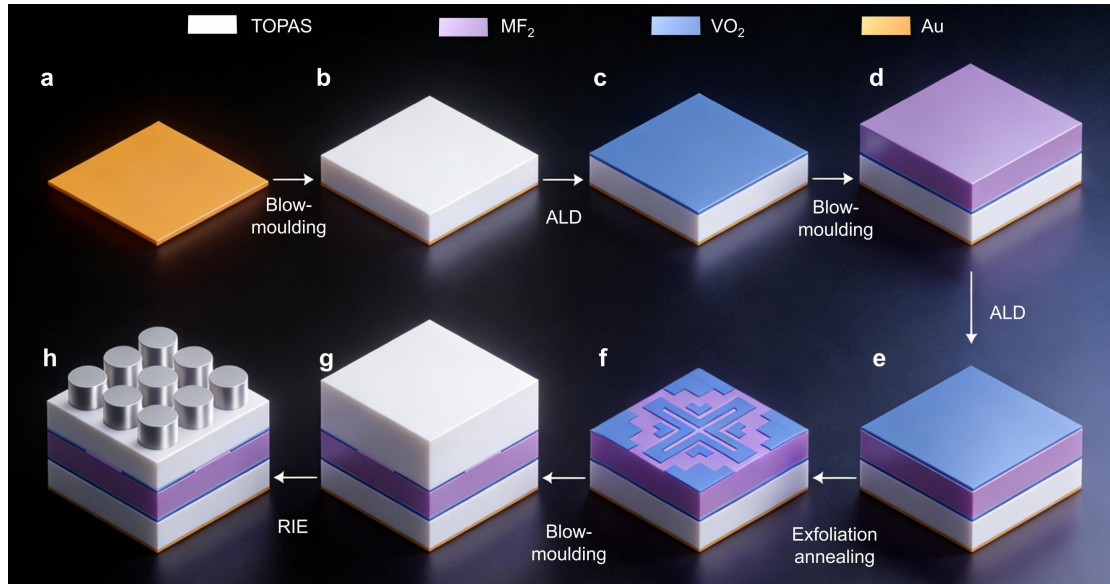 TOPAS MF₂ VO₂ Au
a b c d
Blow-
moulding
ALD
Blow-
moulding
ALD
h g f e
RIE
Blow-
moulding
Exfoliation
annealing